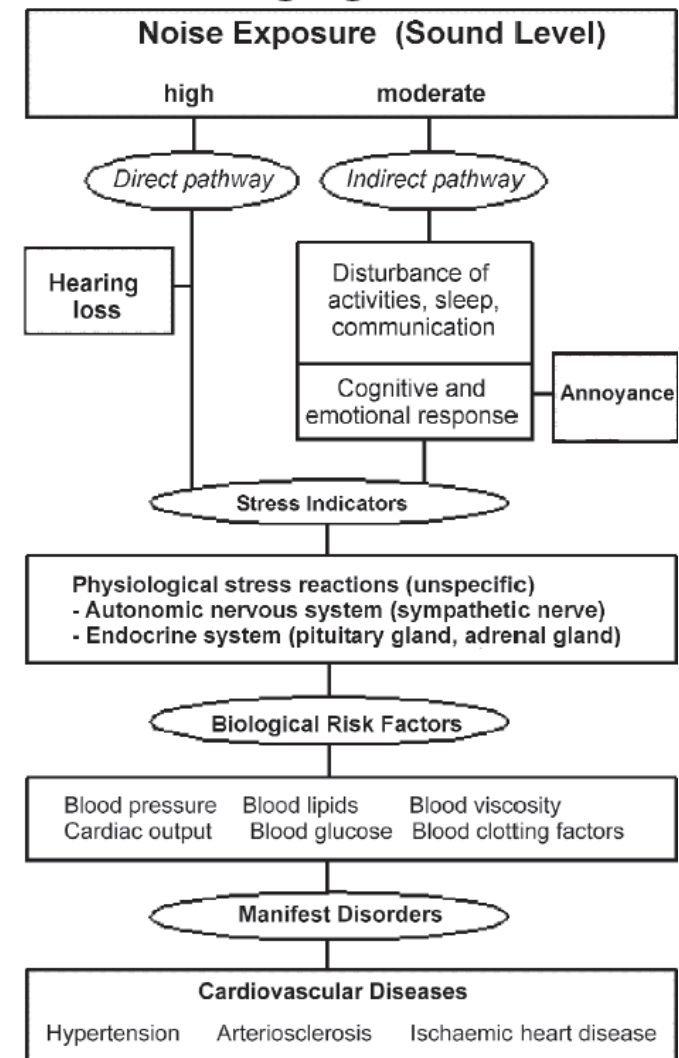 Noise Exposure (Sound Level)
high moderate
Direct pathway Indirect pathway
Hearing
loss
Disturbance of
activities, sleep,
communication
Cognitive and
emotional response
Annoyance
Stress Indicators
Physiological stress reactions (unspecific)
- Autonomic nervous system (sympathetic nerve)
- Endocrine system (pituitary gland, adrenal gland)
Biological Risk Factors
Blood pressure Blood lipids Blood viscosity
Cardiac output Blood glucose Blood clotting factors
Manifest Disorders
Cardiovascular Diseases
Hypertension Arteriosclerosis Ischaemic heart disease